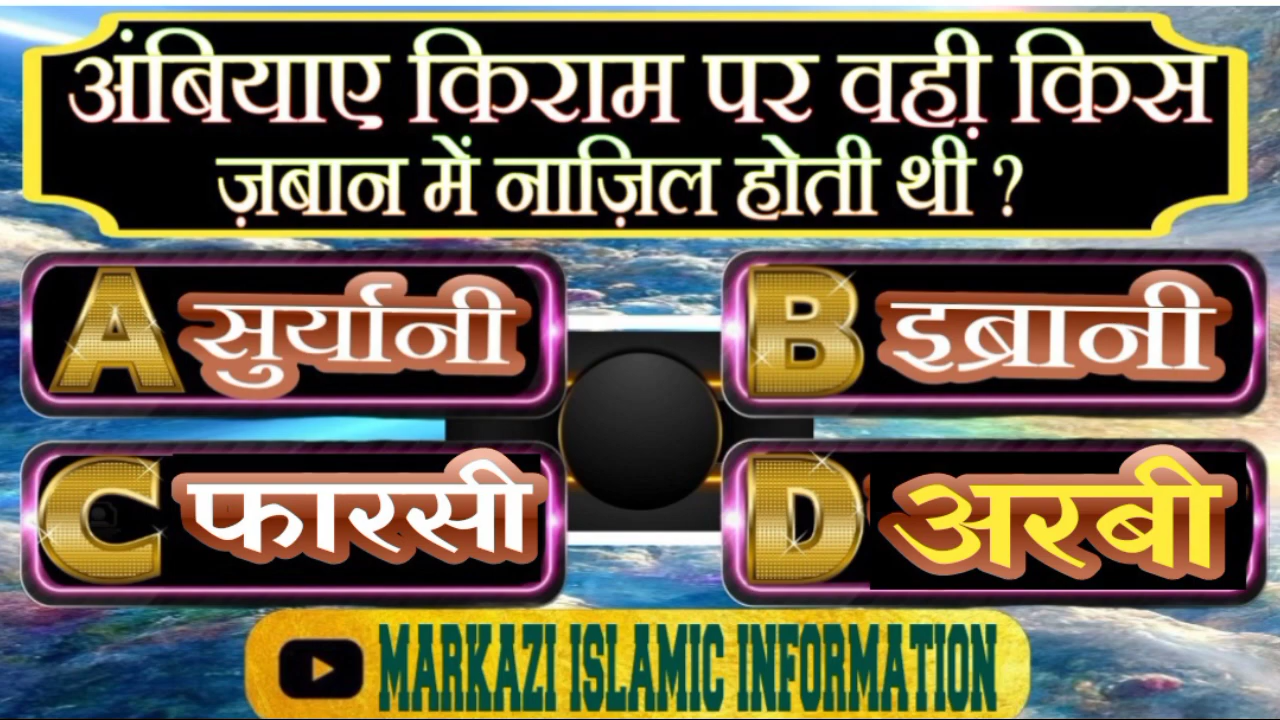 अंबियाए किराम पर वही़ किस
ज़बान में नाज़िल होती थी ?
A सुर्यानी
B इब्रानी
C फारसी
D अरबी
MARKAZI ISLAMIC INFORMATION